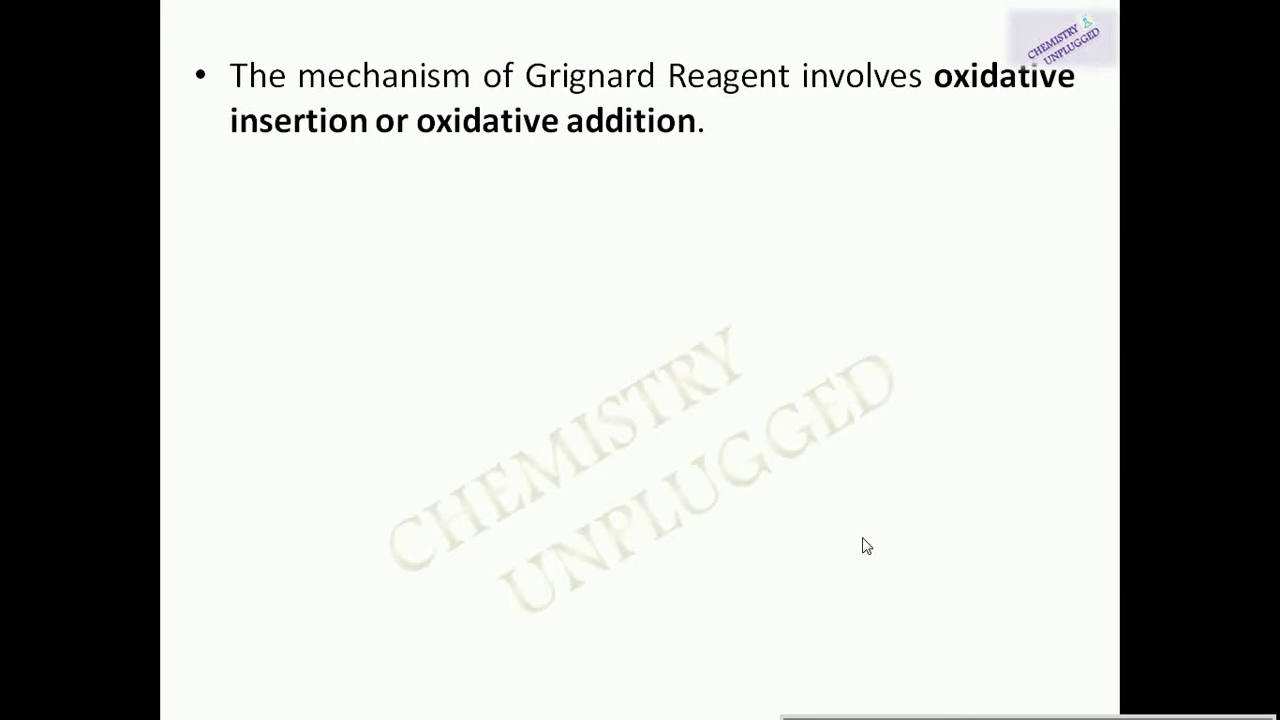 CHEMISTRY
UNPLUGGED
• The mechanism of Grignard Reagent involves oxidative
insertion or oxidative addition.
CHEMISTRY
UNPLUGGED